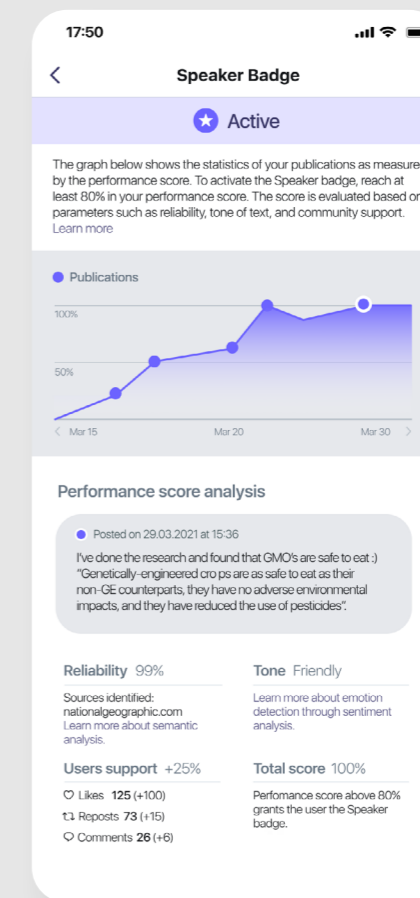 17:50
Speaker Badge
Active
The graph below shows the statistics of your publications as measure
by the performance score. To activate the Speaker badge, reach at
least 80% in your performance score. The score is evaluated based or
parameters such as reliability, tone of text, and community support.
Learn more
Publications
100%
50%
Mar 15
Mar 20
Mar 30
Performance score analysis
Posted on 29.03.2021 at 15:36
I've done the research and found that GMO's are safe to eat :)
"Genetically-engineered cro ps are as safe to eat as their
non-GE counterparts, they have no adverse environmental
impacts, and they have reduced the use of pesticides".
Reliability 99%
Sources identified:
nationalgeographic.com
Learn more about semantic
analysis.
Tone Friendly
Learn more about emotion
detection through sentiment
analysis.
Users support +25%
Likes 125 (+100)
Reposts 73 (+15)
Comments 26 (+6)
Total score 100%
Perfomance score above 80%
grants the user the Speaker
badge.